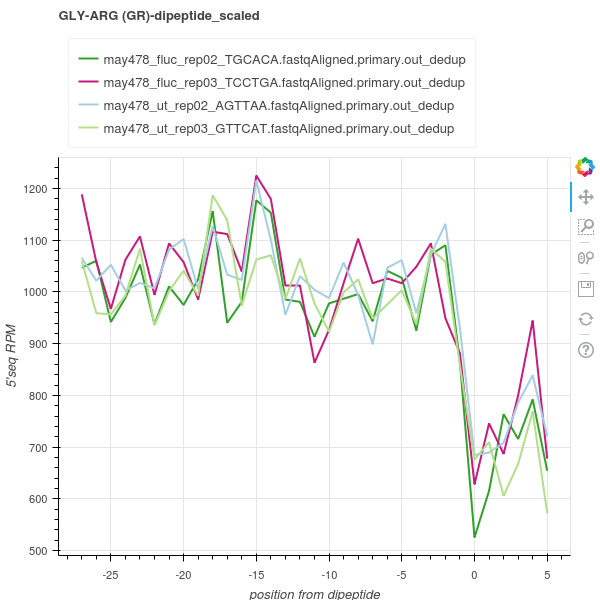 GLY-ARG (GR)-dipeptide_scaled
may478_fluc_rep02_TGCACA.fastqAligned.primary.out_dedup
may478_fluc_rep03_TCCTGA.fastqAligned.primary.out_dedup
may478_ut_rep02_AGTTAA.fastqAligned.primary.out_dedup
may478_ut_rep03_GTTCAT.fastqAligned.primary.out_dedup
1200
1100
1000
900
800
700
600
500
5'seq RPM
-25 -20 -15 -10 -5 0 5
position from dipeptide